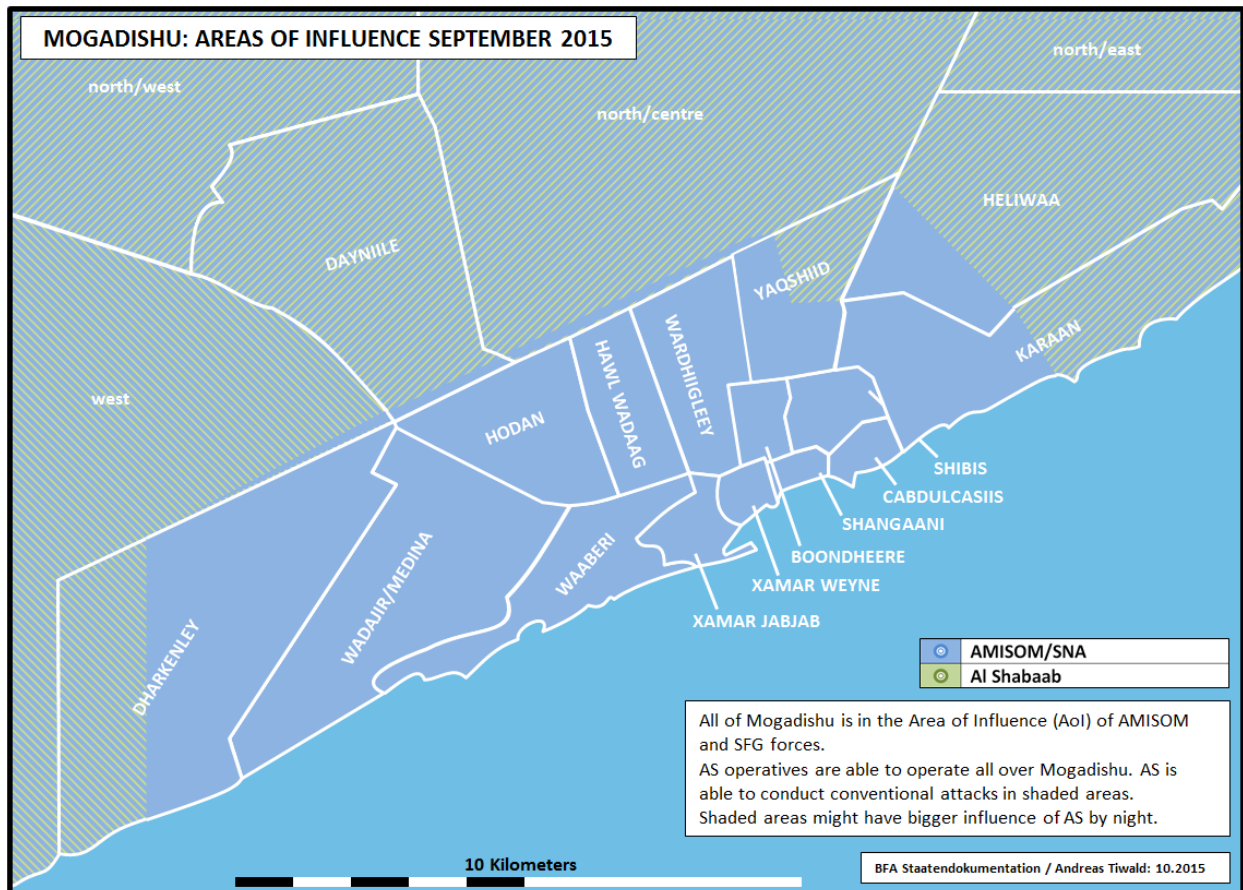 MOGADISHU: AREAS OF INFLUENCE SEPTEMBER 2015
north/east
north/west
north/centre
HELIWAA
DAYNIILE
YAQSHIID
KARAAN
WARDHIIGLEEY
HAWL WADAAG
west
HODAN
SHIBIS
CABDULCASIIS
SHANGAANI
BOONDHEERE
XAMAR WEYNE
XAMAR JABJAB
WAABERI
WADAJIR/MEDINA
DHARKENLEY
AMISOM/SNA
Al Shabaab
All of Mogadishu is in the Area of Influence (AoI) of AMISOM
and SFG forces.
AS operatives are able to operate all over Mogadishu. AS is
able to conduct conventional attacks in shaded areas.
Shaded areas might have bigger influence of AS by night.
10 Kilometers
BFA Staatendokumentation / Andreas Tiwald: 10.2015